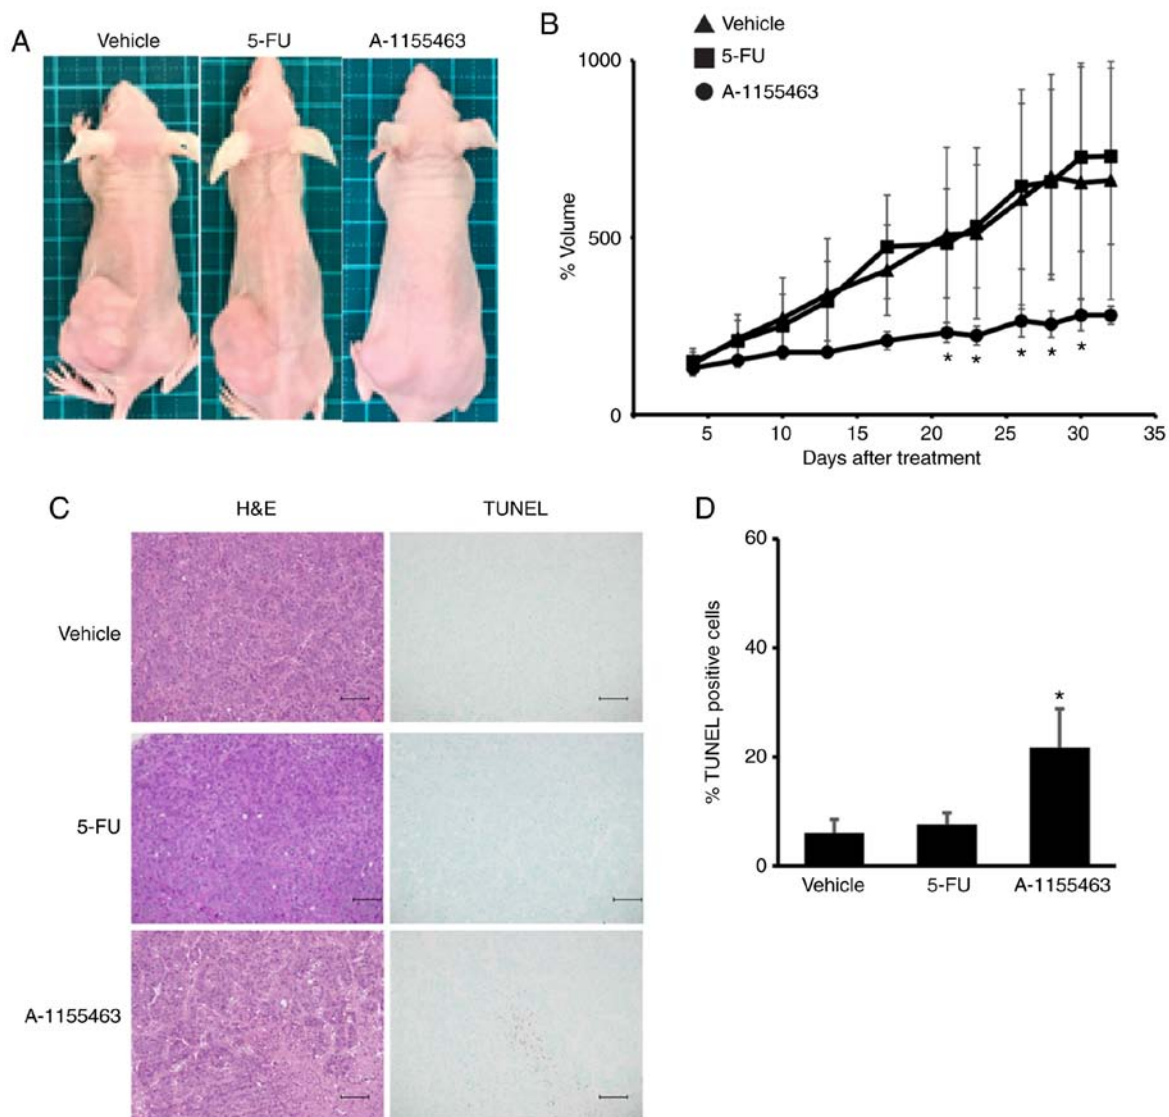 A
Vehicle 5-FU A-1155463
B
Vehicle
5-FU
A-1155463
1000
500
0
% Volume
* * * * *
5 10 15 20 25 30 35
Days after treatment
C
H&E TUNEL
Vehicle
5-FU
A-1155463
D
60
40
20
0
% TUNEL positive cells
*
Vehicle 5-FU A-1155463